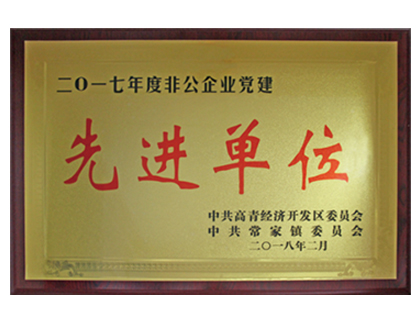 二〇一七年度非公企业党建
先进单位
中共高青经济开发区委员会
中共常家镇委员会
二〇一八年二月